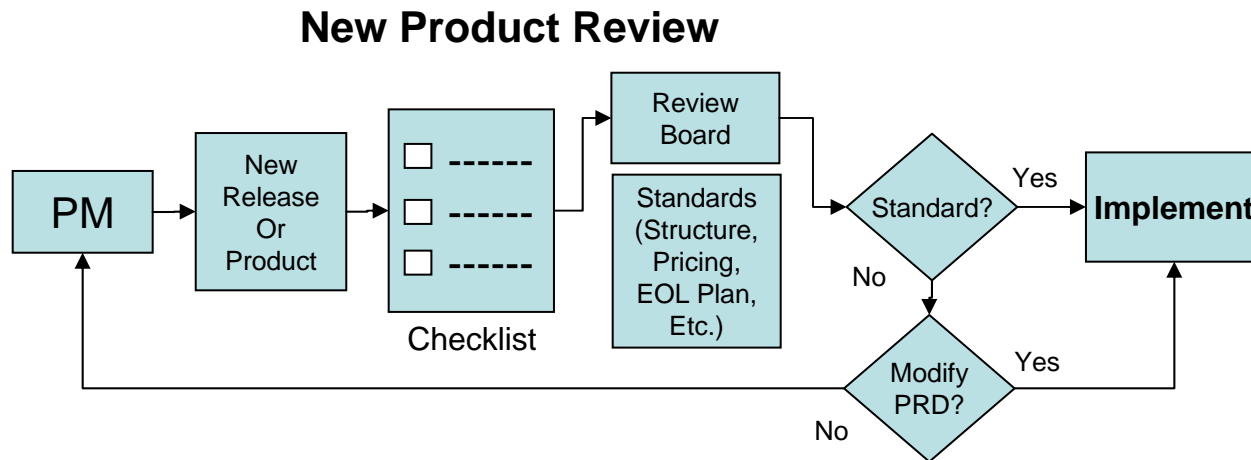 New Product Review
PM
New
Release
Or
Product
------
------
------
Checklist
Review
Board
Standards
(Structure,
Pricing,
EOL Plan,
Etc.)
Standard?
Yes
No
Implement
Modify
PRD?
Yes
No